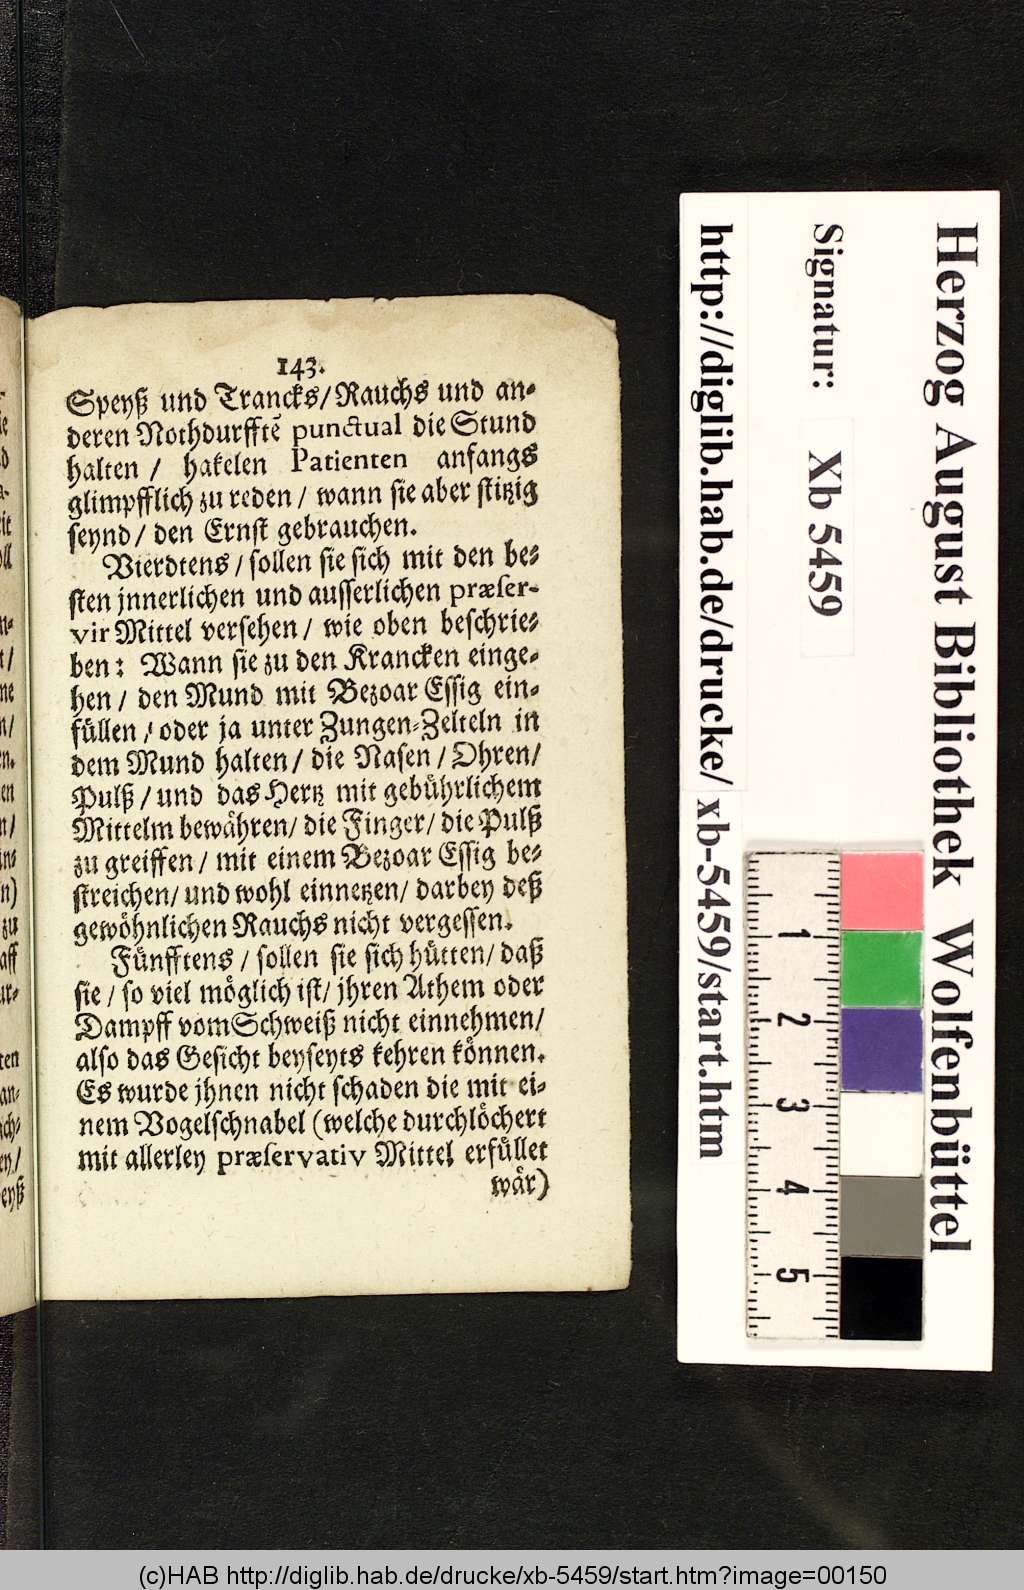 143.
Speyß und Trancks/Rauchs und an-
deren Nothdurfftẽ punctual die Stund
halten / hakelen Patienten anfangs
glimpfflich zu reden / wann sie aber stitzig
seynd / den Ernst gebrauchen.
Vierdtens / sollen sie sich mit den be-
sten jnnerlichen und ausserlichen præser-
vir Mittel versehen / wie oben beschrie-
ben: Wann sie zu den Krancken einge-
hen / den Mund mit Bezoar Essig ein-
füllen / oder ja unter Zungen-Zelteln in
dem Mund halten / die Nasen / Ohren/
Pulß / und das Hertz mit gebührlichem
Mittelm bewähren/ die Finger/ die Pulß
zu greiffen / mit einem Bezoar Essig be-
streichen/ und wohl einnetzen/ darbey deß
gewöhnlichen Rauchs nicht vergessen.
Fünfftens / sollen sie sich hütten/ daß
sie / so viel möglich ist/ jhren Athem oder
Dampff vom Schweiß nicht einnehmen/
also das Gesicht beyseyts kehren können.
Es wurde jhnen nicht schaden die mit ei-
nem Vogelschnabel (welche durchlöchert
mit allerley præservativ Mittel erfüllet
wär)
Herzog August Bibliothek Wolfenbüttel
Signatur: Xb 5459
http://diglib.hab.de/drucke/xb-5459/start.htm
1
2
3
4
5
(c)HAB http://diglib.hab.de/drucke/xb-5459/start.htm?image=00150